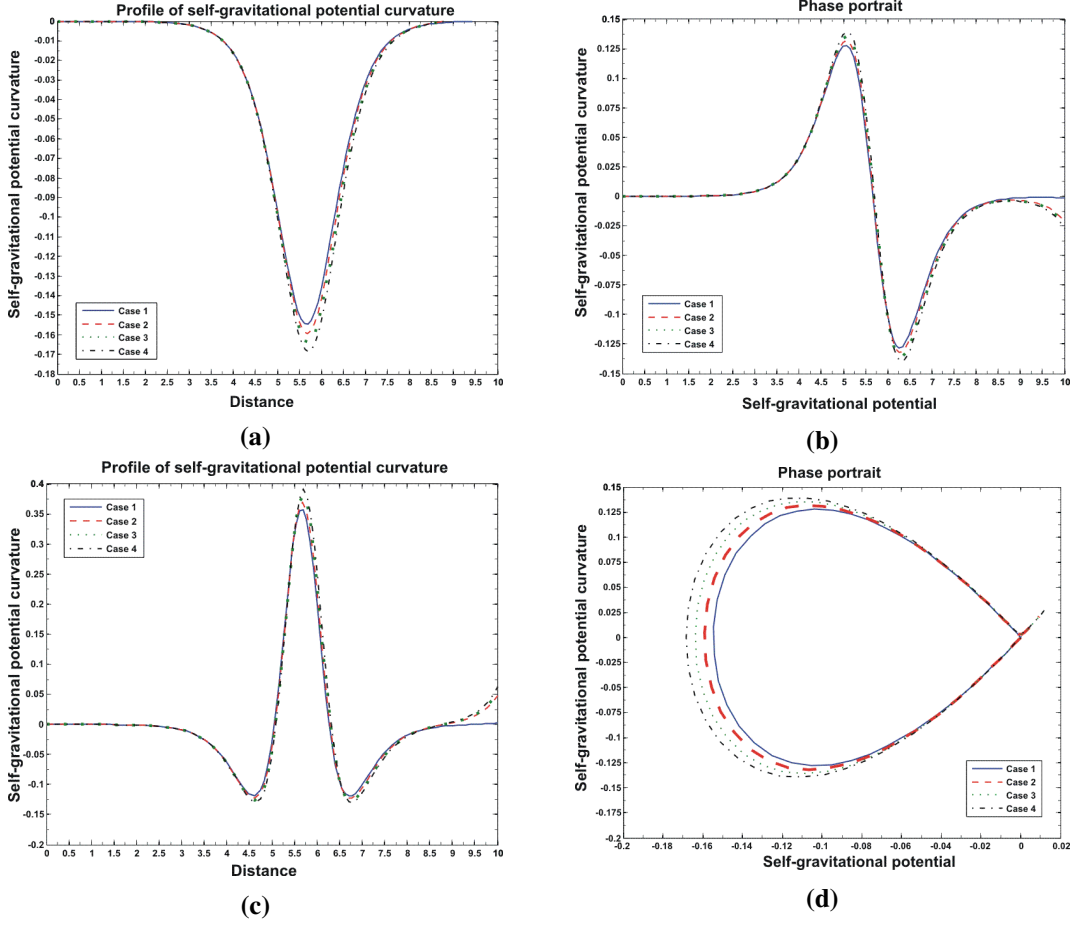 Profile of self-gravitational potential curvature
Self-gravitational potential curvature
0
-0.01
-0.02
-0.03
-0.04
-0.05
-0.06
-0.07
-0.08
-0.09
-0.1
-0.11
-0.12
-0.13
-0.14
-0.15
-0.16
-0.17
-0.18
Case 1
Case 2
Case 3
Case 4
0 0.5 1 1.5 2 2.5 3 3.5 4 4.5 5 5.5 6 6.5 7 7.5 8 8.5 9 9.5 10
Distance
(a)
Phase portrait
Self-gravitational potential curvature
0.15
0.125
0.1
0.075
0.05
0.025
0
-0.025
-0.05
-0.075
-0.1
-0.125
-0.15
Case 1
Case 2
Case 3
Case 4
0 0.5 1 1.5 2 2.5 3 3.5 4 4.5 5 5.5 6 6.5 7 7.5 8 8.5 9 9.5 10
Self-gravitational potential
(b)
Profile of self-gravitational potential curvature
Self-gravitational potential curvature
0.4
0.35
0.3
0.25
0.2
0.15
0.1
0.05
0
-0.05
-0.1
-0.15
-0.2
Case 1
Case 2
Case 3
Case 4
0 0.5 1 1.5 2 2.5 3 3.5 4 4.5 5 5.5 6 6.5 7 7.5 8 8.5 9 9.5 10
Distance
(c)
Phase portrait
Self-gravitational potential curvature
0.15
0.125
0.1
0.075
0.05
0.025
0
-0.025
-0.05
-0.075
-0.1
-0.125
-0.15
-0.175
-0.2
Case 1
Case 2
Case 3
Case 4
-0.2 -0.18 -0.16 -0.14 -0.12 -0.1 -0.08 -0.06 -0.04 -0.02 0 0.02
Self-gravitational potential
(d)